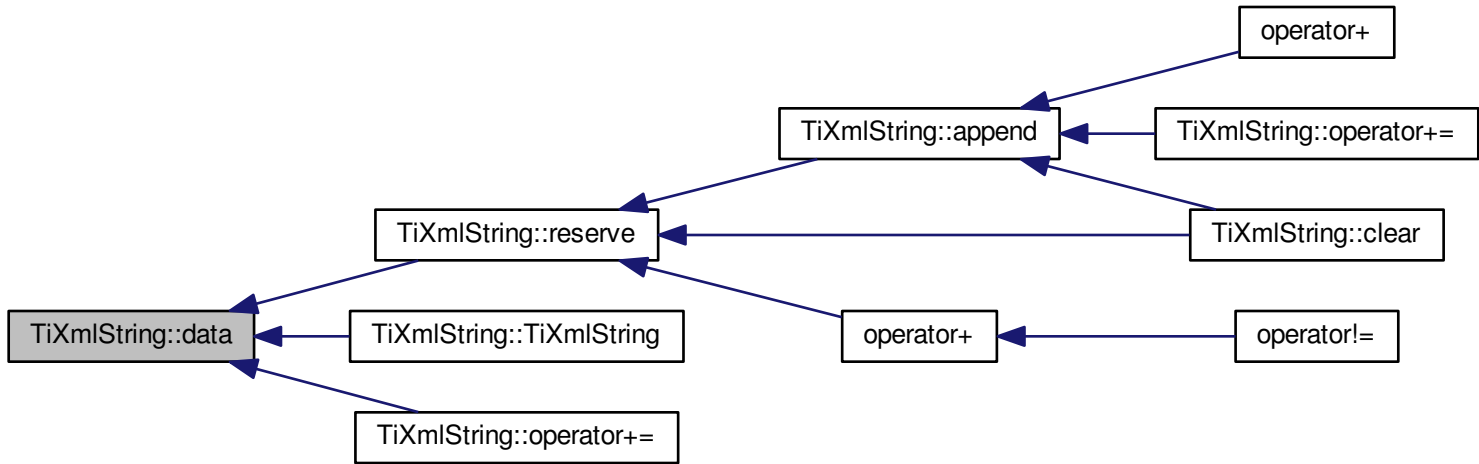 operator+
TiXmlString::append
TiXmlString::operator+=
TiXmlString::reserve
TiXmlString::clear
TiXmlString::data
TiXmlString::TiXmlString
operator+
operator!=
TiXmlString::operator+=